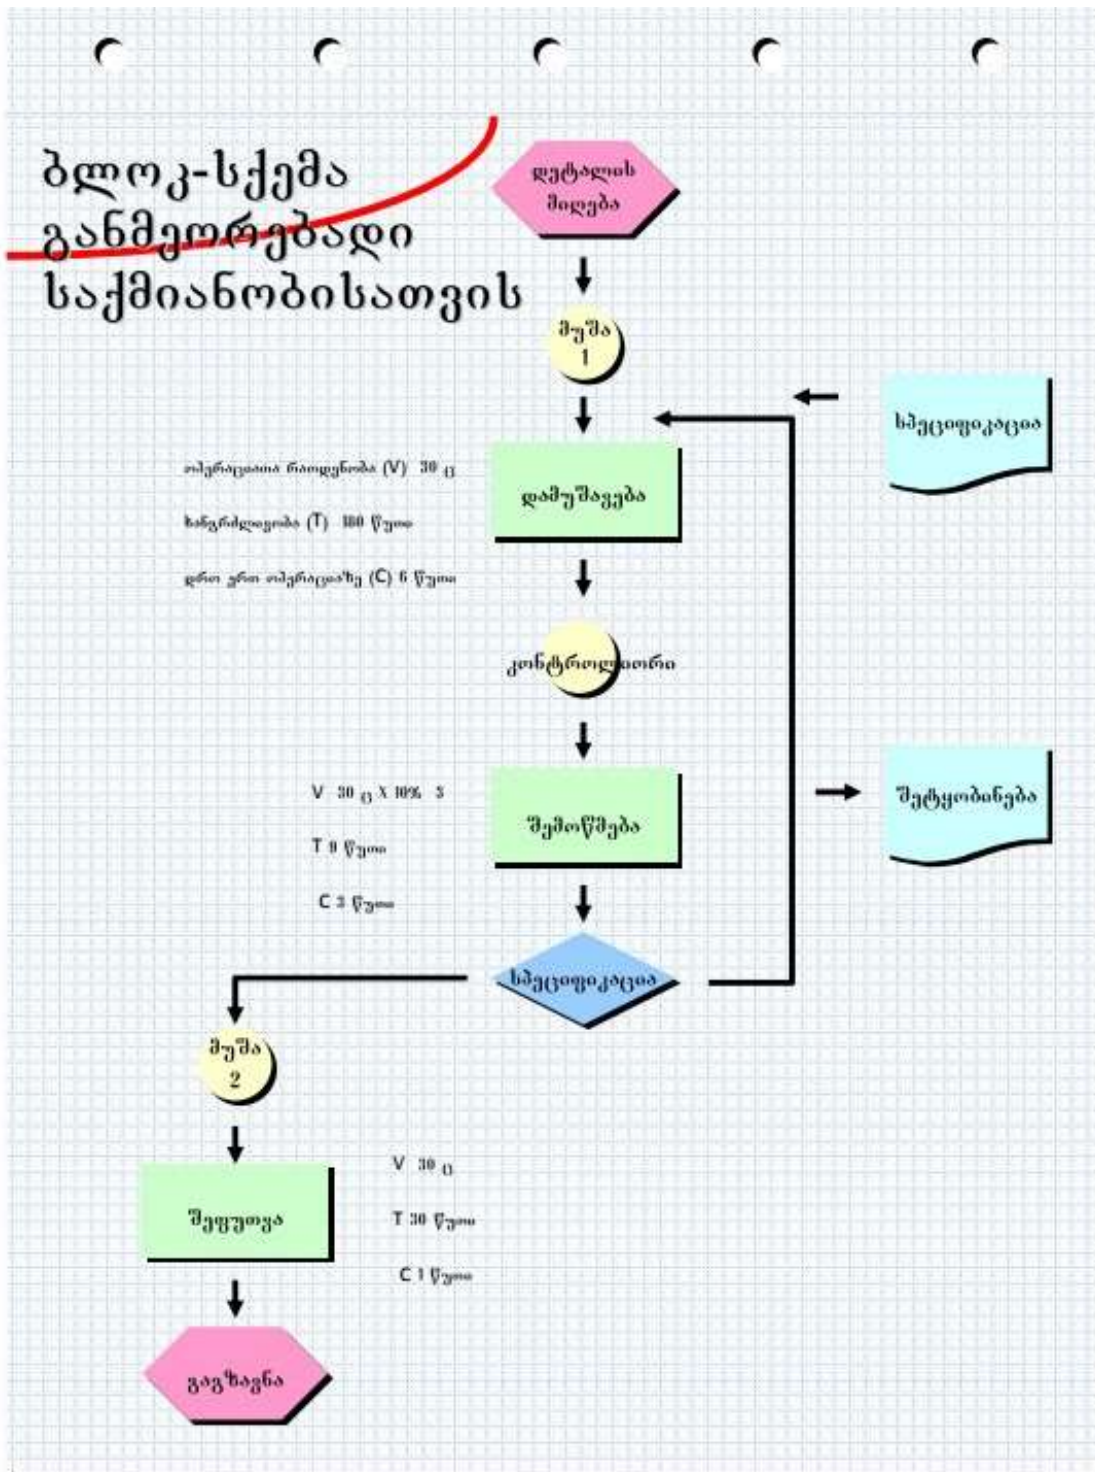 ბლოკ-სქემა
განმეორებადი
საქმიანობისათვის
დეტალის
მიღება
მუშა
1
სპეციფიკაცია
ოპერაციათა რაოდენობა (V) 30 ც
ხანგრძლივობა (T) 180 წუთი
დრო ერთ ოპერაციაზე (C) 6 წუთი
დამუშავება
კონტროლიორი
V 30 ც X 10% 3
T 9 წუთი
C 3 წუთი
შემოწმება
შეტყობინება
სპეციფიკაცია
მუშა
2
შეფუთვა
V 30 ც
T 30 წუთი
C 1 წუთი
გაგზავნა